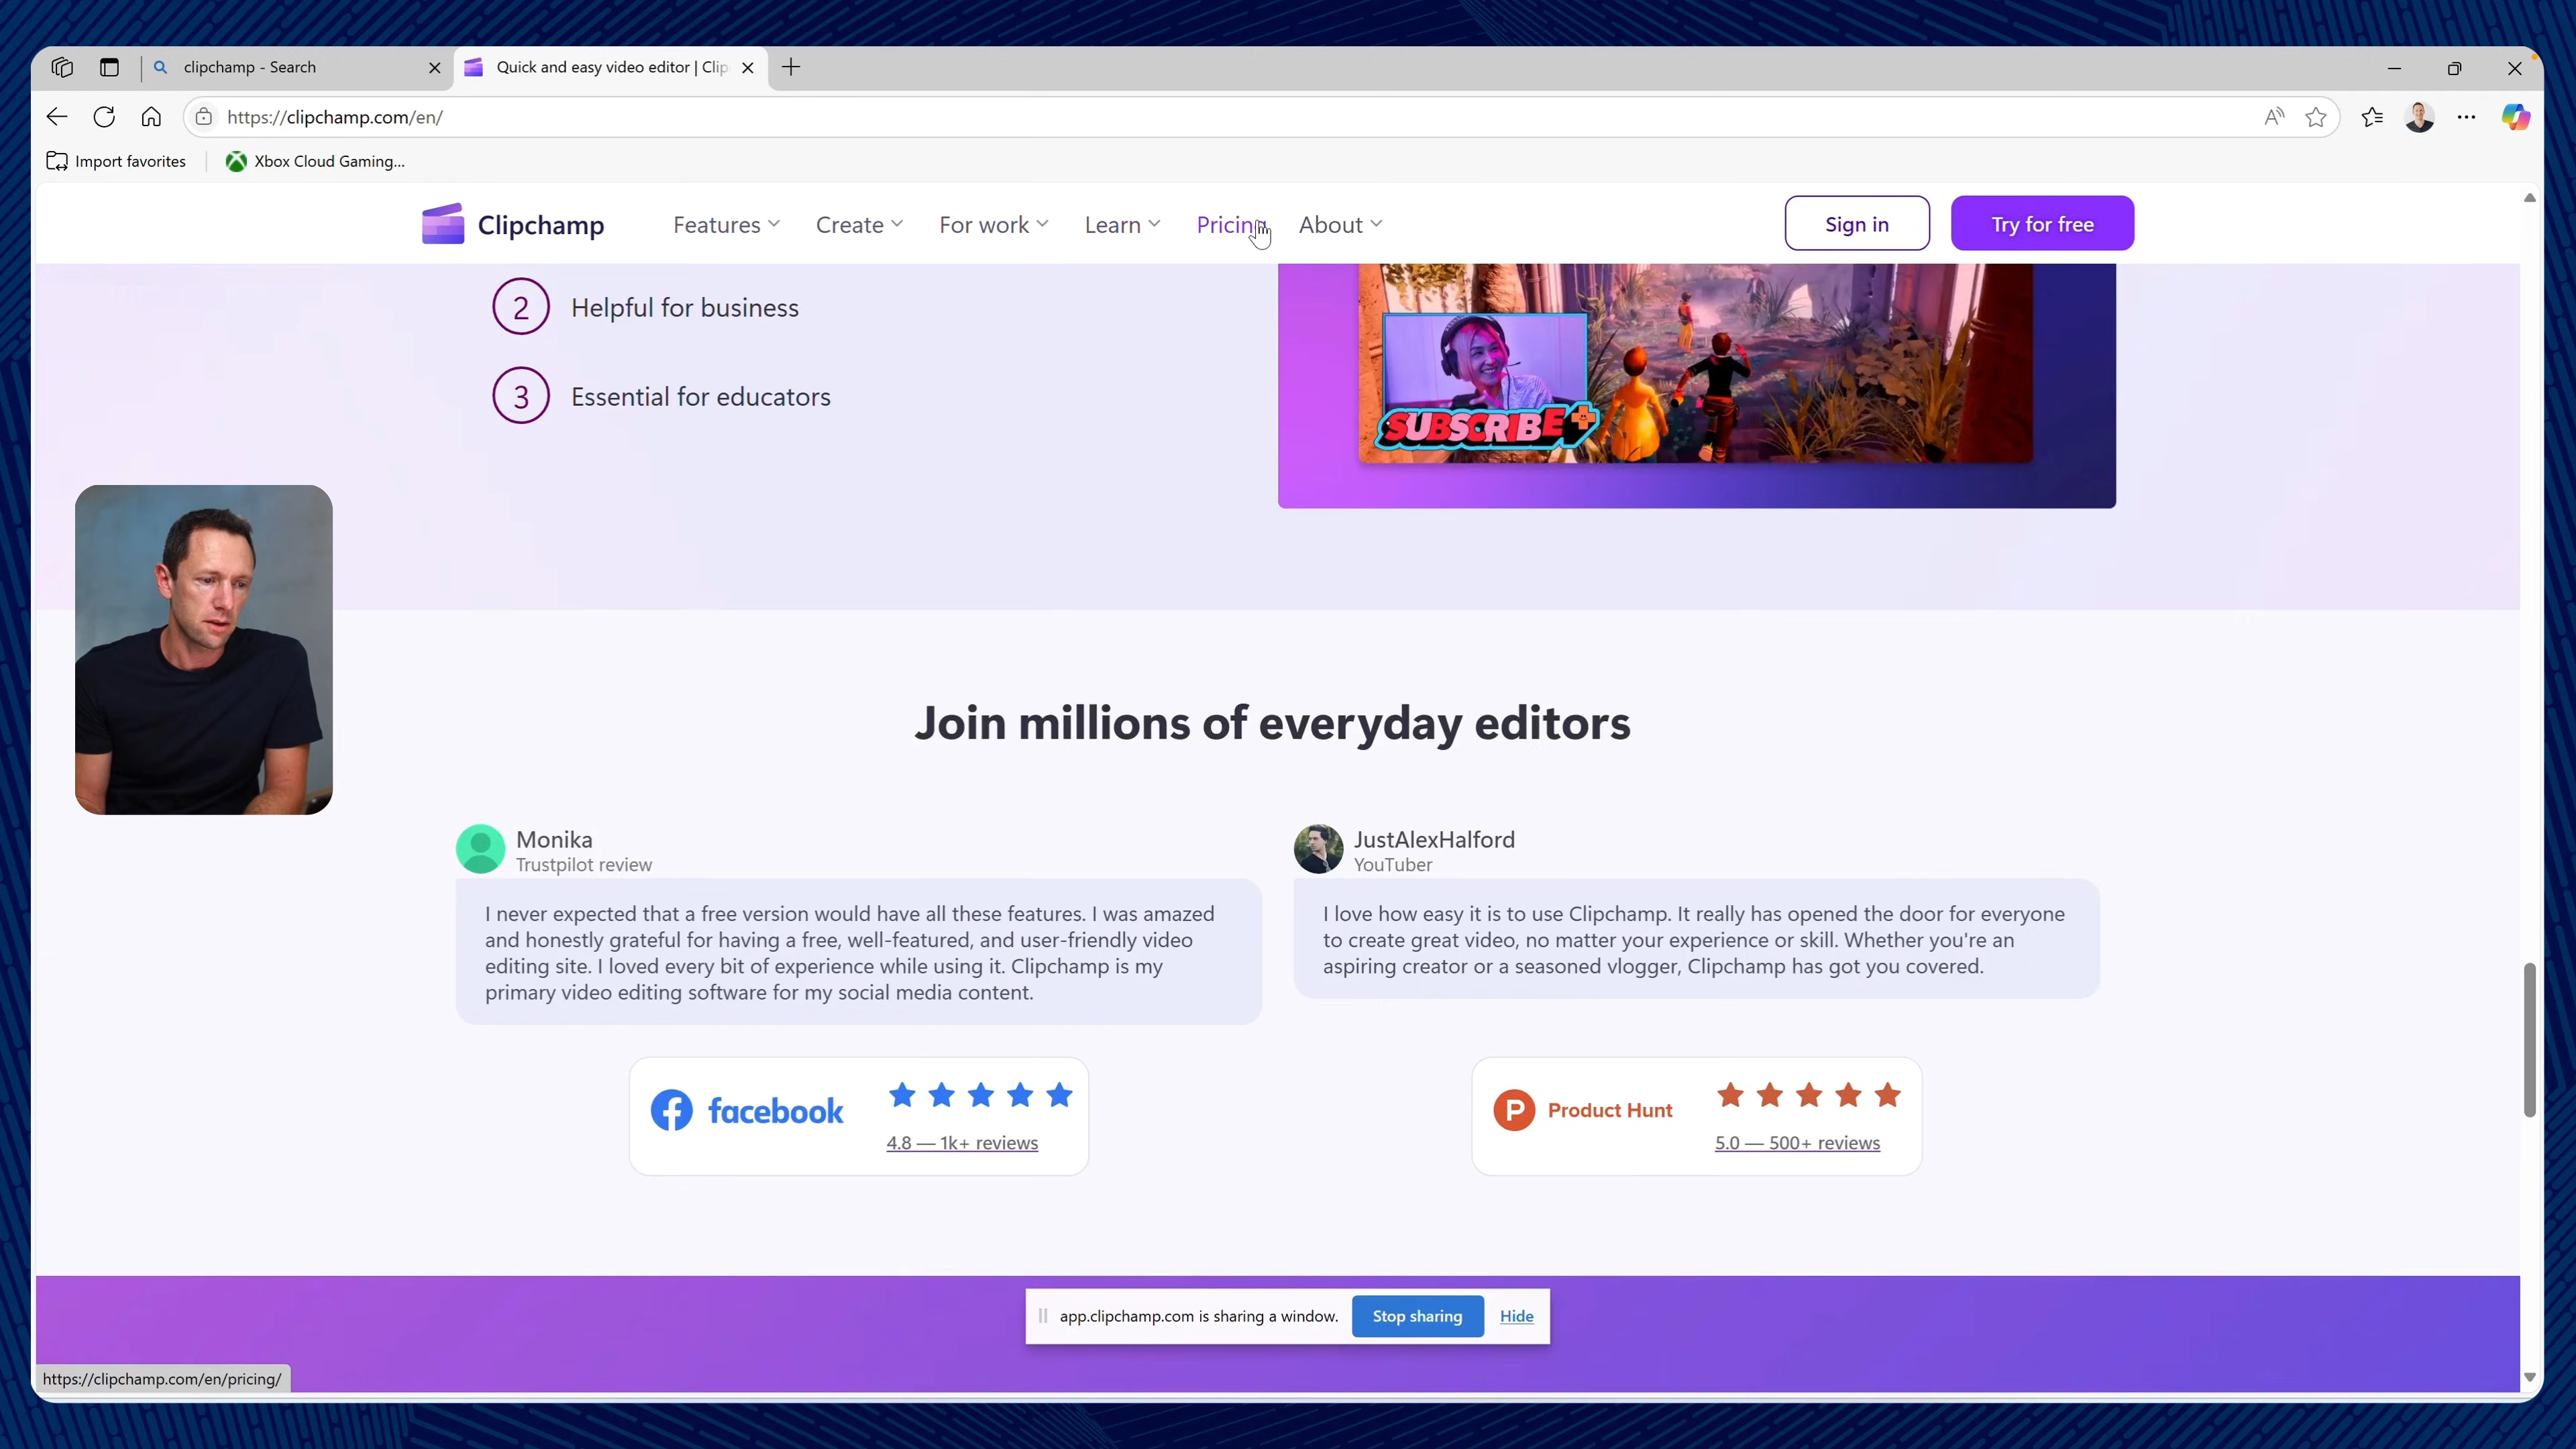 clipchamp - Search
Quick and easy video editor | Clip
https://clipchamp.com/en/
Import favorites
Xbox Cloud Gaming...
Clipchamp
Features
Create
For work
Learn
Pricing
About
Sign in
Try for free
2
Helpful for business
3
Essential for educators
SUBSCRIBE
Join millions of everyday editors
Monika
Trustpilot review
I never expected that a free version would have all these features. I was amazed
and honestly grateful for having a free, well-featured, and user-friendly video
editing site. I loved every bit of experience while using it. Clipchamp is my
primary video editing software for my social media content.
JustAlexHalford
YouTuber
I love how easy it is to use Clipchamp. It really has opened the door for everyone
to create great video, no matter your experience or skill. Whether you're an
aspiring creator or a seasoned vlogger, Clipchamp has got you covered.
facebook
4.8 — 1k+ reviews
P
Product Hunt
5.0 — 500+ reviews
app.clipchamp.com is sharing a window.
Stop sharing
Hide
https://clipchamp.com/en/pricing/